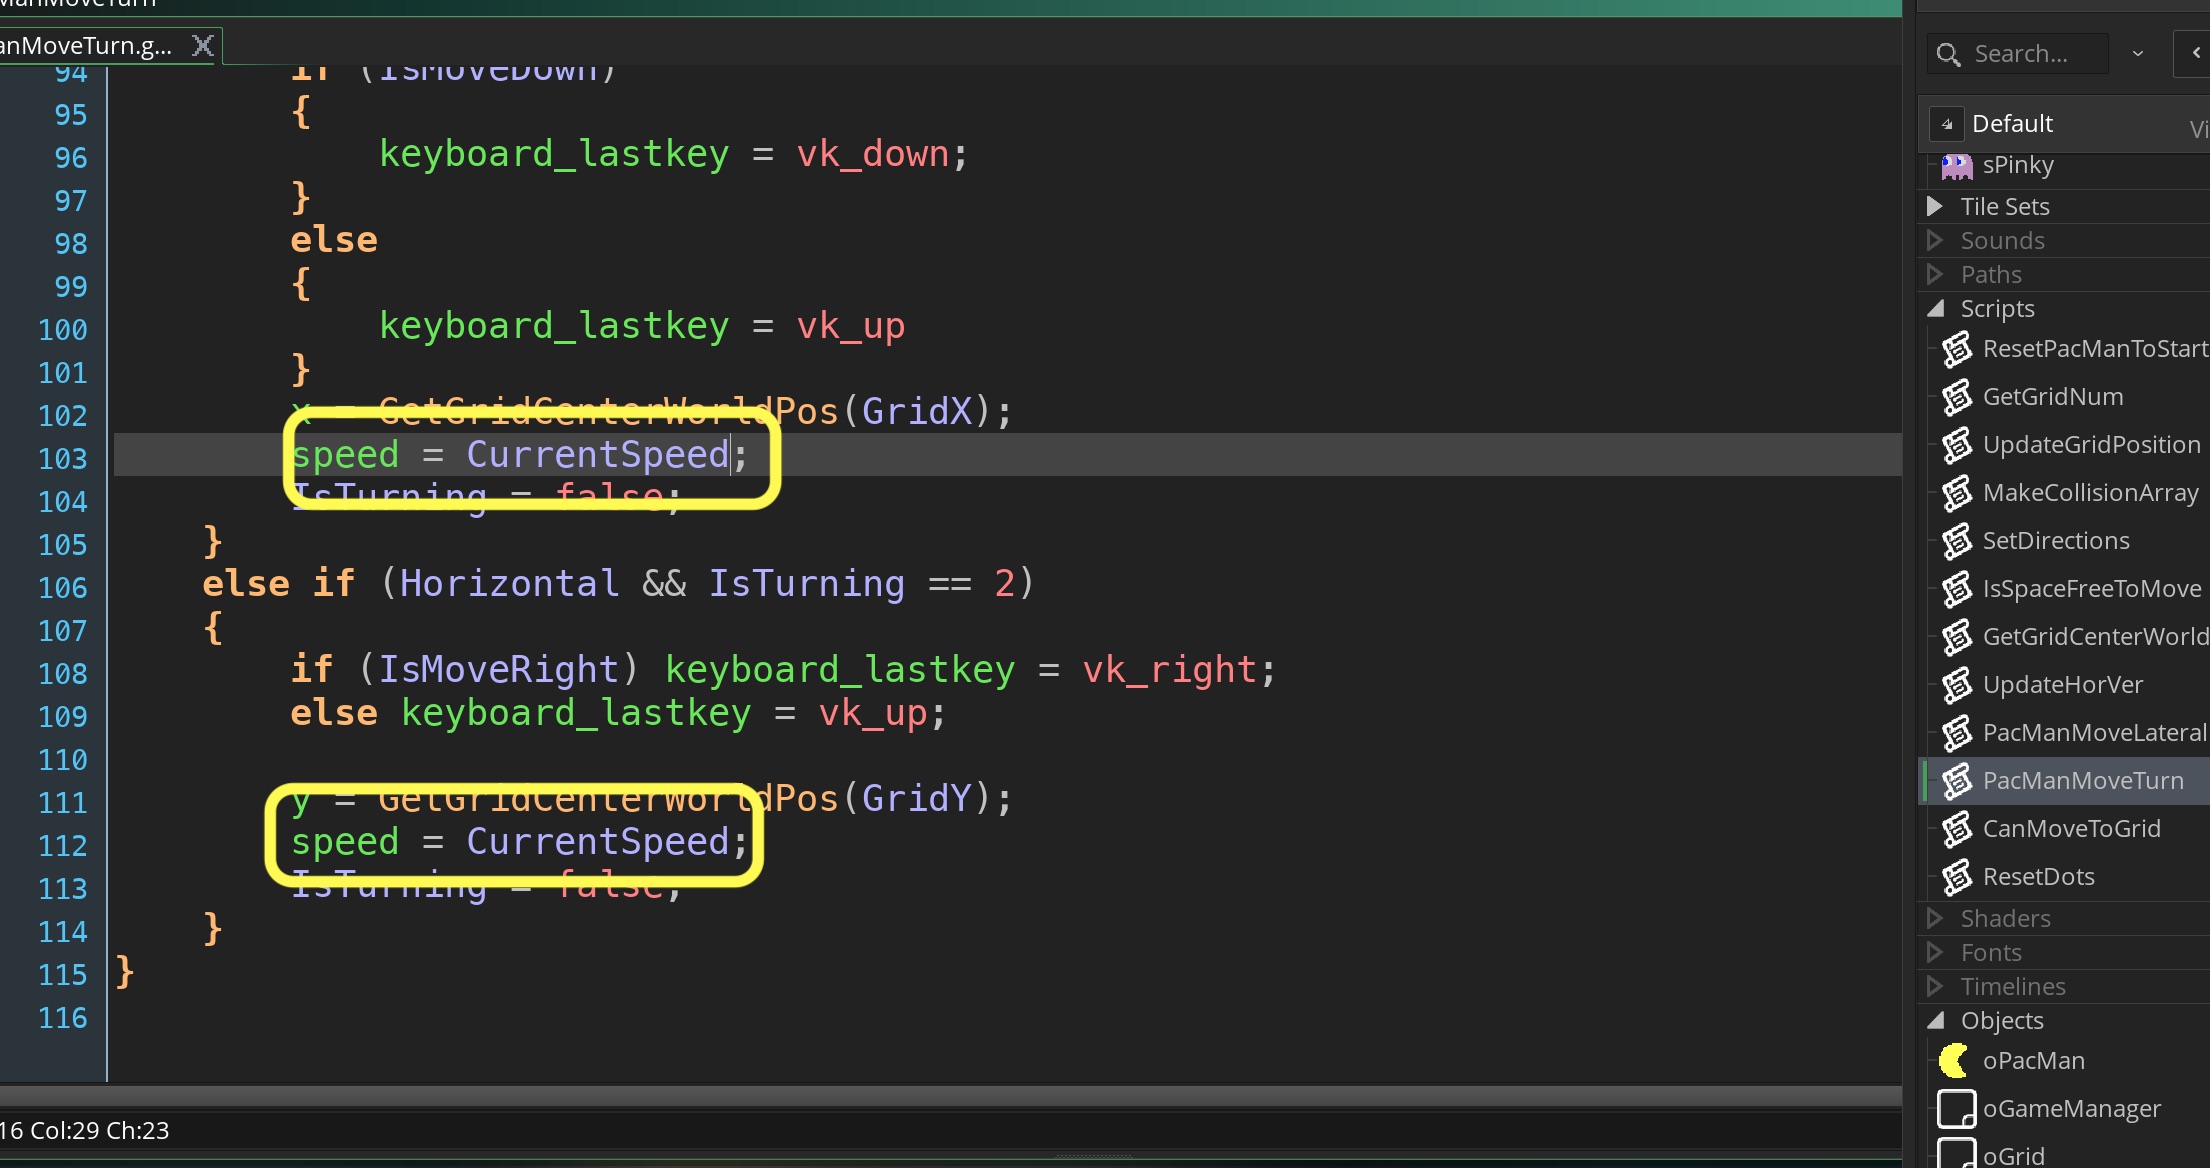 anMoveTurn.g...
94 if (IsMoveDown)
95 {
96 keyboard_lastkey = vk_down;
97 }
98 else
99 {
100 keyboard_lastkey = vk_up
101 }
102 x = GetGridCenterWorldPos(GridX);
103 speed = CurrentSpeed;
104 IsTurning = false;
105 }
106 else if (Horizontal && IsTurning == 2)
107 {
108 if (IsMoveRight) keyboard_lastkey = vk_right;
109 else keyboard_lastkey = vk_up;
110
111 y = GetGridCenterWorldPos(GridY);
112 speed = CurrentSpeed;
113 IsTurning = false;
114 }
115 }
116
16 Col:29 Ch:23
Search...
Default
Vi
sPinky
Tile Sets
Sounds
Paths
Scripts
ResetPacManToStart
GetGridNum
UpdateGridPosition
MakeCollisionArray
SetDirections
IsSpaceFreeToMove
GetGridCenterWorld
UpdateHorVer
PacManMoveLateral
PacManMoveTurn
CanMoveToGrid
ResetDots
Shaders
Fonts
Timelines
Objects
oPacMan
oGameManager
oGrid